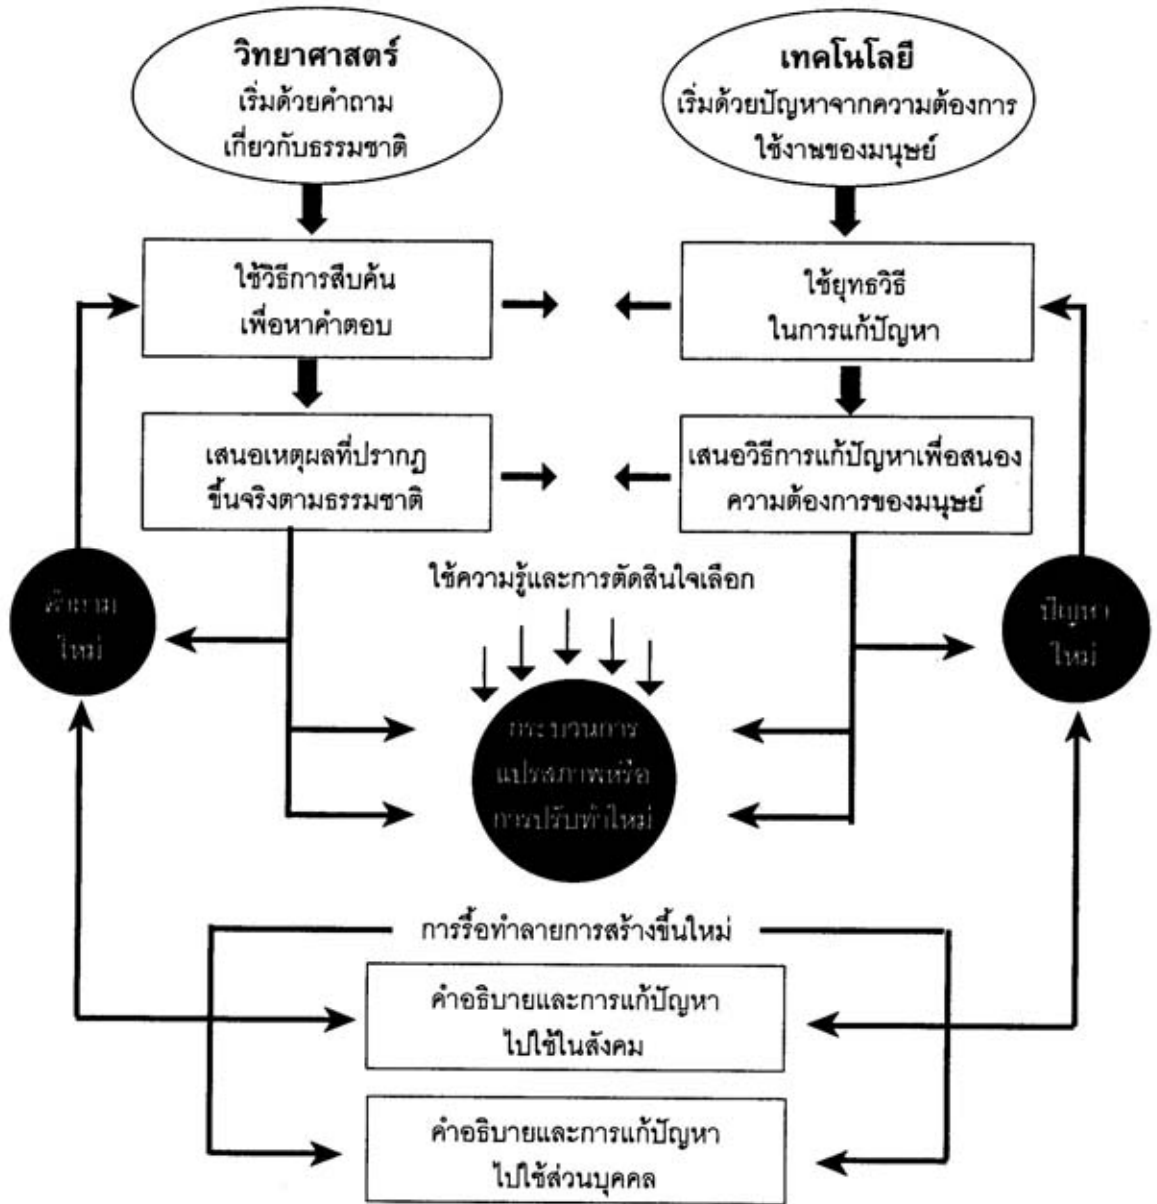 วิทยาศาสตร์
เริ่มด้วยคำถาม
เกี่ยวกับธรรมชาติ
เทคโนโลยี
เริ่มด้วยปัญหาจากความต้องการ
ใช้งานของมนุษย์
ใช้วิธีการสืบค้น
เพื่อหาคำตอบ
ใช้ยุทธวิธี
ในการแก้ปัญหา
เสนอเหตุผลที่ปรากฏ
ขึ้นจริงตามธรรมชาติ
เสนอวิธีการแก้ปัญหาเพื่อสนอง
ความต้องการของมนุษย์
ใช้ความรู้และการตัดสินใจเลือก
คำถาม
ใหม่
ปัญหา
ใหม่
กระบวนการ
แปรสภาพหรือ
การปรับทำใหม่
การรื้อทำลายการสร้างขึ้นใหม่
คำอธิบายและการแก้ปัญหา
ไปใช้ในสังคม
คำอธิบายและการแก้ปัญหา
ไปใช้ส่วนบุคคล